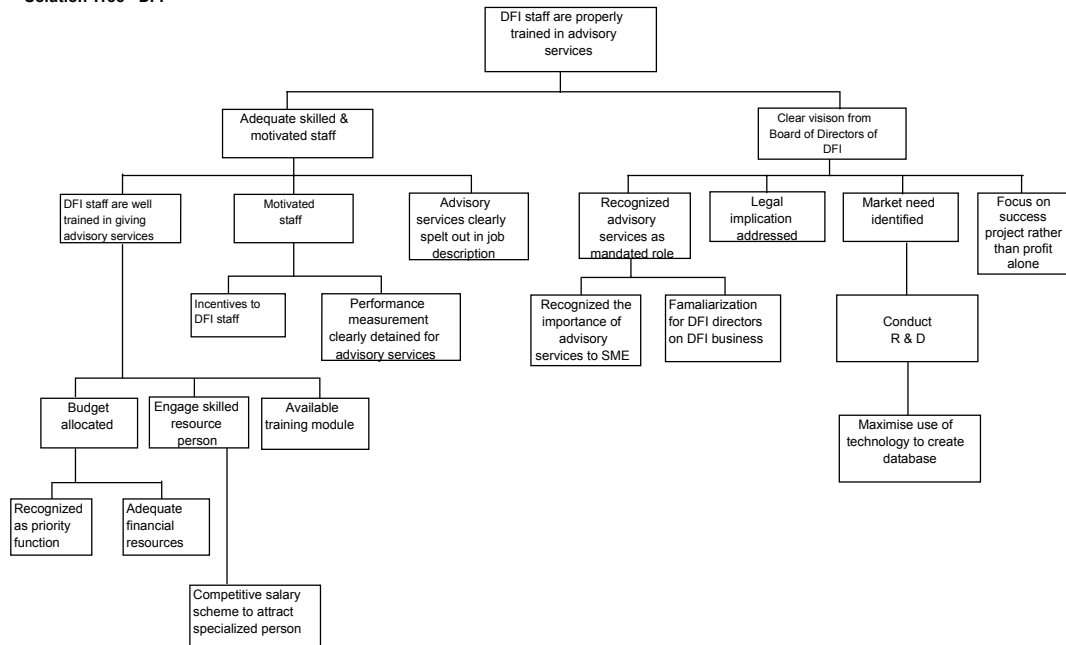 DFI staff are properly
trained in advisory
services
Adequate skilled &
motivated staff
Clear visison from
Board of Directors of
DFI
DFI staff are well
trained in giving
advisory services
Motivated
staff
Advisory
services clearly
spelt out in job
description
Recognized
advisory
services as
mandated role
Legal
implication
addressed
Market need
identified
Focus on
success
project rather
than profit
alone
Incentives to
DFI staff
Performance
measurement
clearly detained for
advisory services
Recognized the
importance of
advisory
services to SME
Famaliarization
for DFI directors
on DFI business
Conduct
R & D
Budget
allocated
Engage skilled
resource
person
Available
training module
Maximise use of
technology to create
database
Recognized
as priority
function
Adequate
financial
resources
Competitive salary
scheme to attract
specialized person